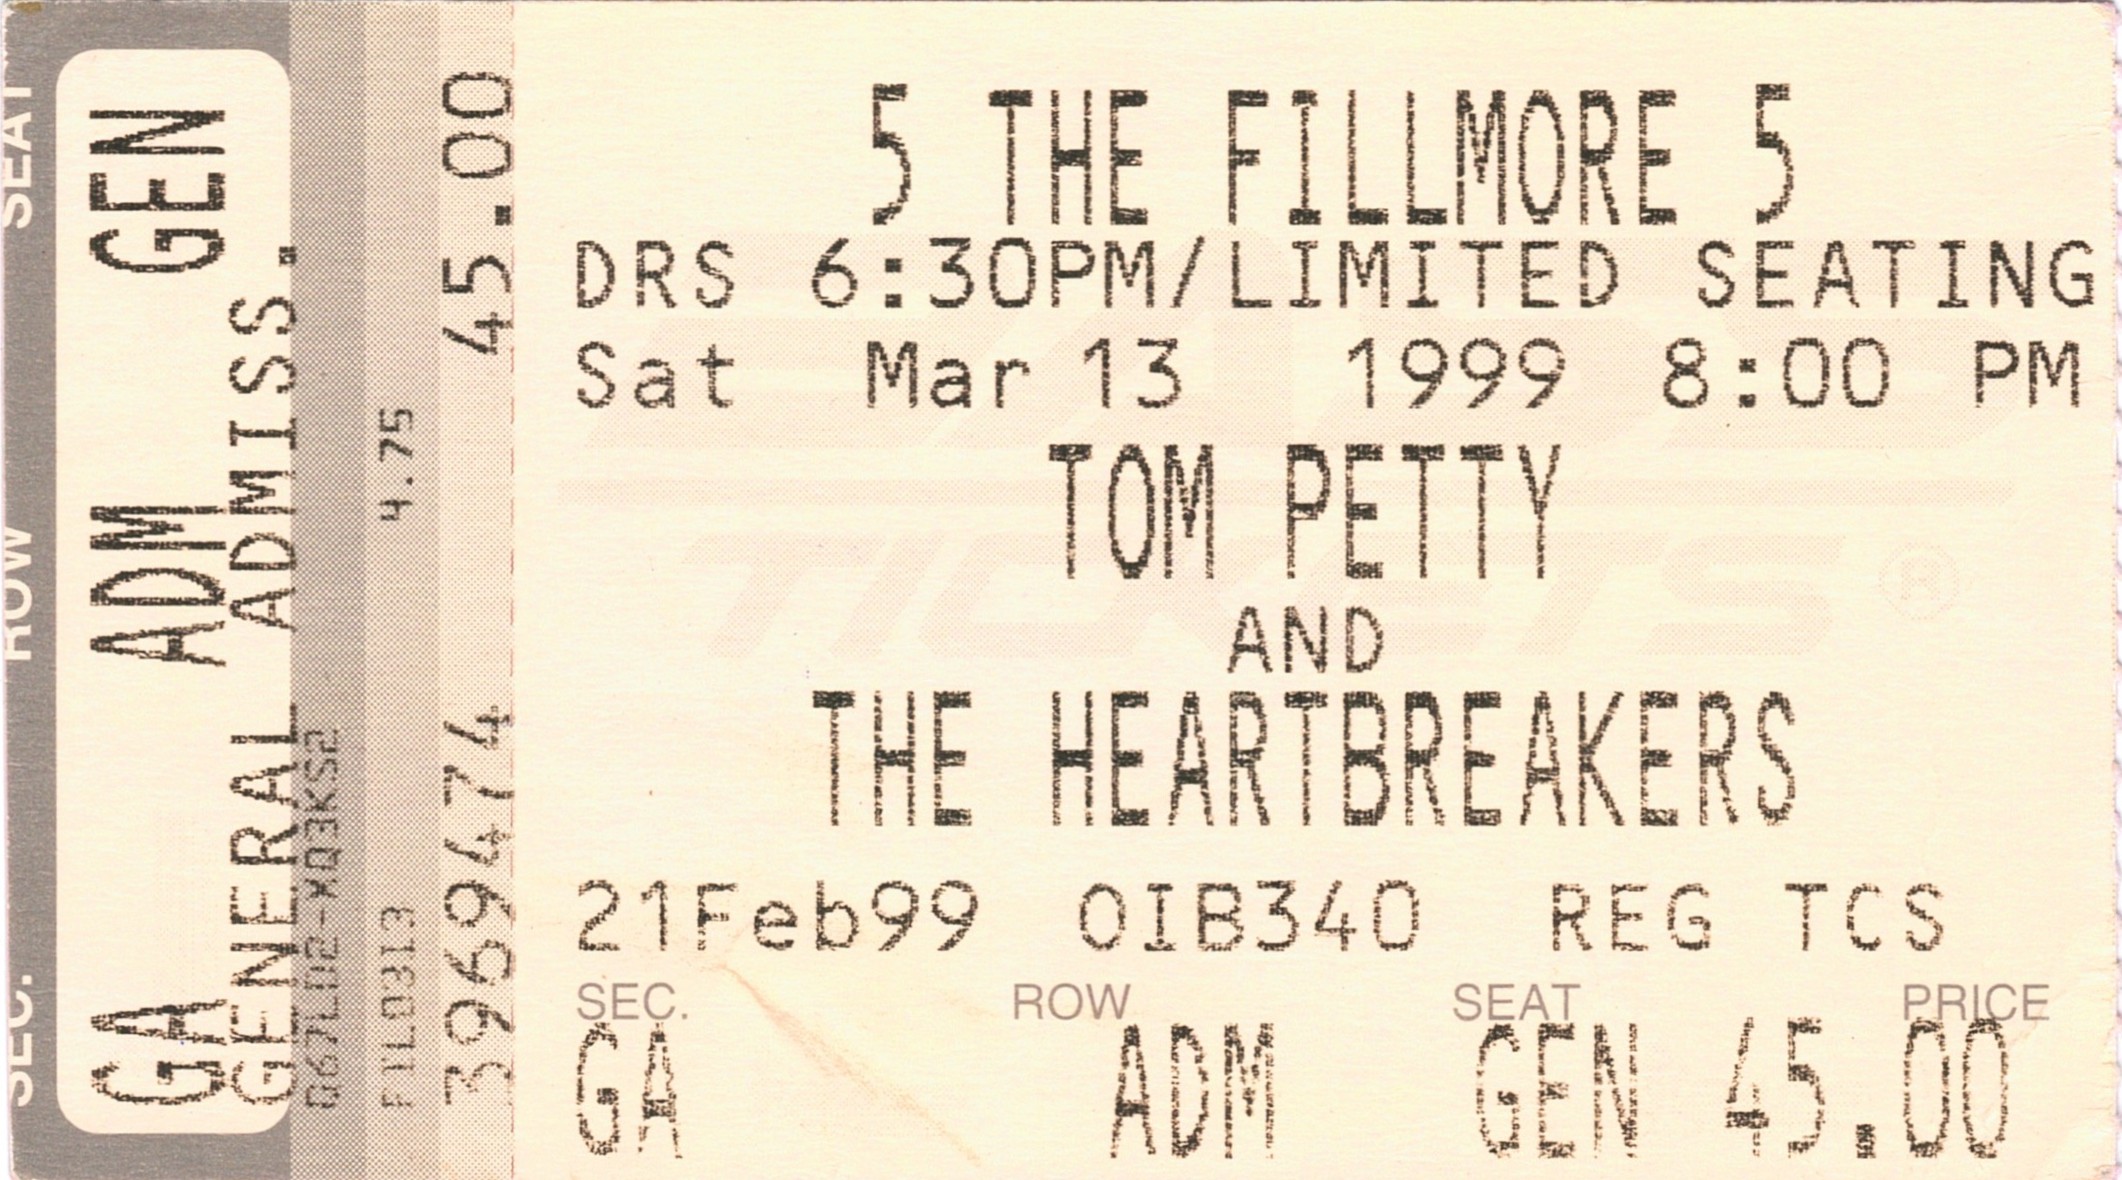 5 THE FILLMORE 5
DRS 6:30PM/LIMITED SEATING
Sat Mar 13 1999 8:00 PM
TOM PETTY
AND
THE HEARTBREAKERS
21Feb99 OIB340 REG TCS
SEC. ROW SEAT PRICE
GA ADM GEN 45.00
SEC. ROW SEAT
GA ADM GEN
GENERAL ADMISS.
FIL0313 4.75
3969474 45.00
TICKETS ®